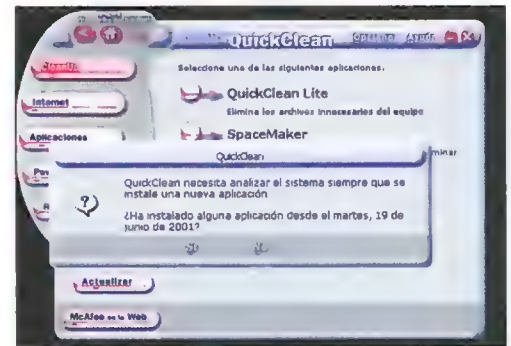 QuickClean
Opciones Ayuda
CleanUp
Seleccione una de las siguientes aplicaciones.
Internet
QuickClean Lite
Elimina los archivos innecesarios del equipo
Aplicaciones
SpaceMaker
minar
QuickClean
QuickClean necesita analizar el sistema siempre que se
instale una nueva aplicación
¿Ha instalado alguna aplicación desde el martes, 19 de
junio de 2001?
Actualizar
McAfee en la Web